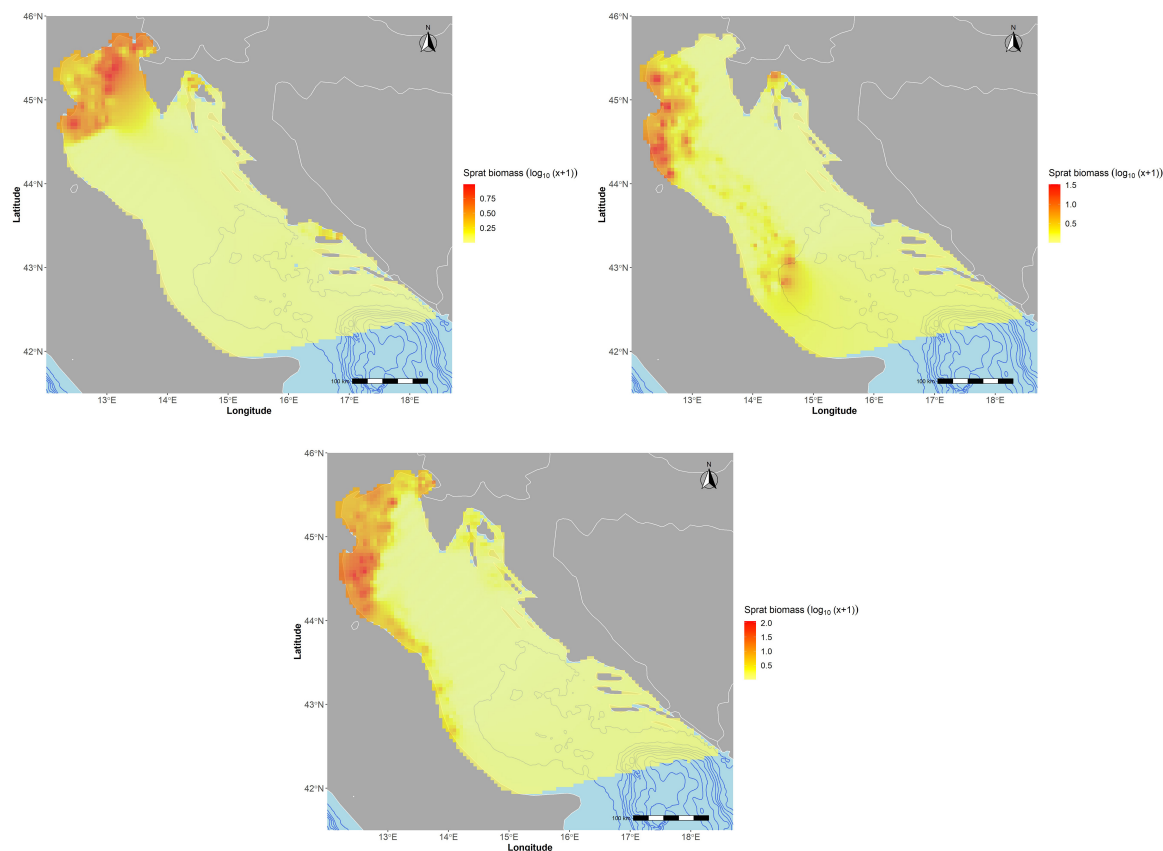 46°N
45°N
44°N
43°N
42°N
Latitude
13°E 14°E 15°E 16°E 17°E 18°E
Longitude
N
100 km
Sprat biomass (log₁₀ (x+1))
0.75
0.50
0.25
46°N
45°N
44°N
43°N
42°N
Latitude
13°E 14°E 15°E 16°E 17°E 18°E
Longitude
N
100 km
Sprat biomass (log₁₀ (x+1))
1.5
1.0
0.5
46°N
45°N
44°N
43°N
42°N
Latitude
13°E 14°E 15°E 16°E 17°E 18°E
Longitude
N
100 km
Sprat biomass (log₁₀ (x+1))
2.0
1.5
1.0
0.5